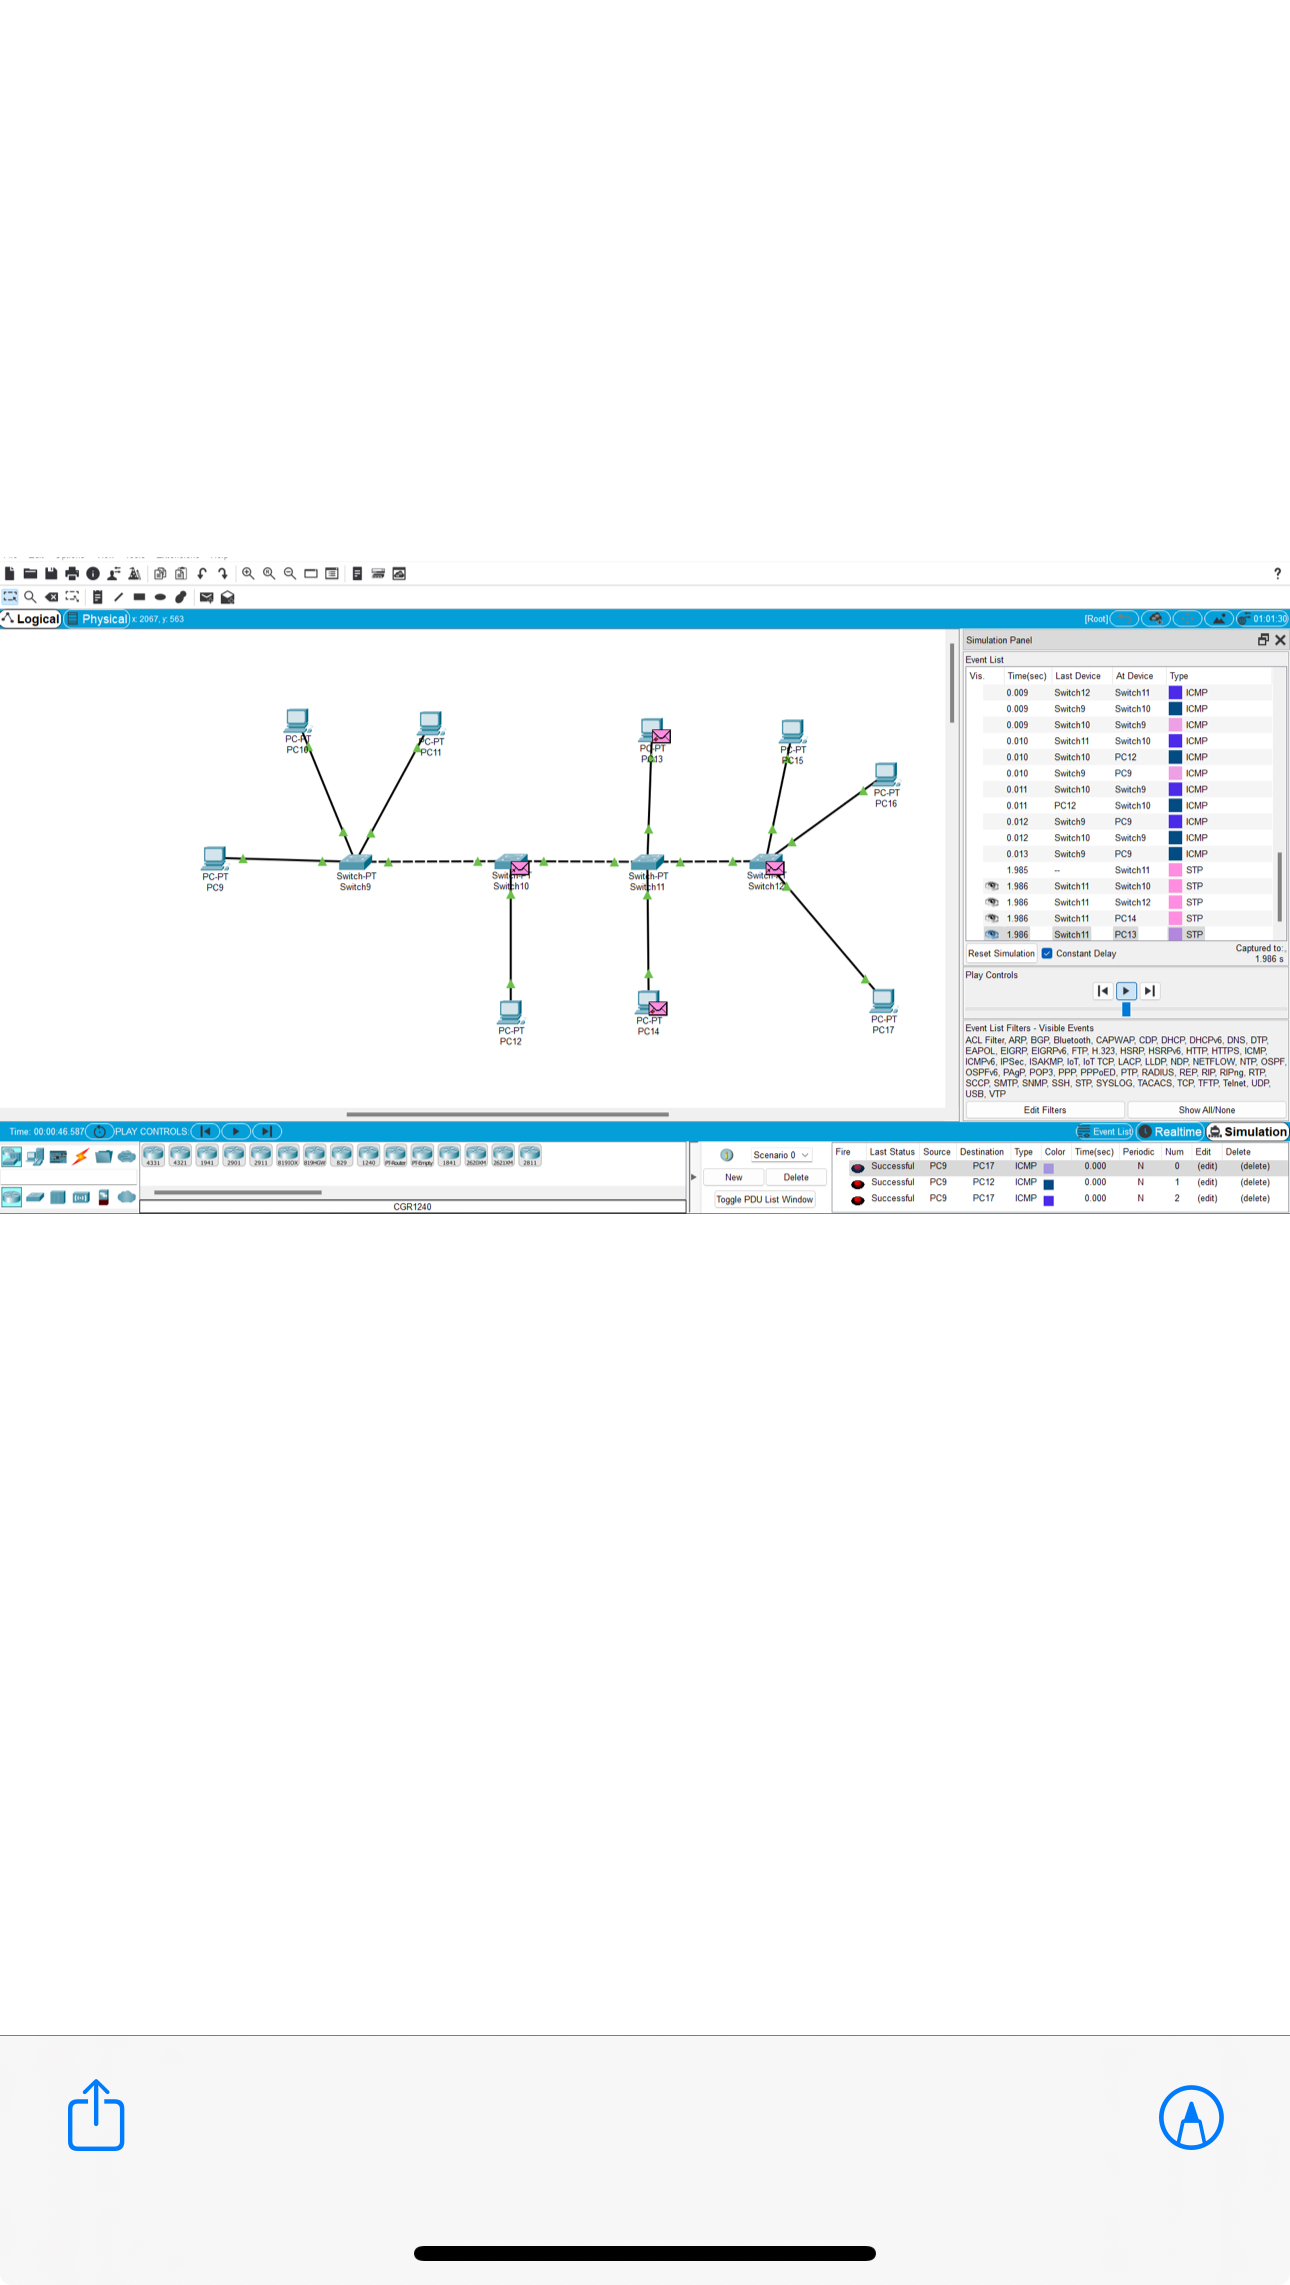 ?
Logical Physical x: 2067, y: 563 [Root] 01:01:30
Simulation Panel
Event List
Vis. Time(sec) Last Device At Device Type
0.009 Switch12 Switch11 ICMP
0.009 Switch9 Switch10 ICMP
0.009 Switch10 Switch9 ICMP
0.010 Switch11 Switch10 ICMP
0.010 Switch10 PC12 ICMP
0.010 Switch9 PC9 ICMP
0.011 Switch10 Switch9 ICMP
0.011 PC12 Switch10 ICMP
0.012 Switch9 PC9 ICMP
0.012 Switch10 Switch9 ICMP
0.013 Switch9 PC9 ICMP
1.985 -- Switch11 STP
1.986 Switch11 Switch10 STP
1.986 Switch11 Switch12 STP
1.986 Switch11 PC14 STP
1.986 Switch11 PC13 STP
Reset Simulation Constant Delay Captured to:
1.986 s
Play Controls
Event List Filters - Visible Events
ACL Filter, ARP, BGP, Bluetooth, CAPWAP, CDP, DHCP, DHCPv6, DNS, DTP,
EAPOL, EIGRP, EIGRPv6, FTP, H.323, HSRP, HSRPv6, HTTP, HTTPS, ICMP,
ICMPv6, IPSec, ISAKMP, IoT, IoT TCP, LACP, LLDP, NDP, NETFLOW, NTP, OSPF,
OSPFv6, PAgP, POP3, PPP, PPPoED, PTP, RADIUS, REP, RIP, RIPng, RTP,
SCCP, SMTP, SNMP, SSH, STP, SYSLOG, TACACS, TCP, TFTP, Telnet, UDP,
USB, VTP
Edit Filters Show All/None
PC-PT
PC10
PC-PT
PC11
PC-PT
PC13
PC-PT
PC15
PC-PT
PC16
PC-PT
PC9
Switch-PT
Switch9
Switch-PT
Switch10
Switch-PT
Switch11
Switch12
PC-PT
PC12
PC-PT
PC14
PC-PT
PC17
Time: 00:00:46.587 PLAY CONTROLS: Event List Realtime Simulation
4331 4321 1941 2901 2911 819IOX 819HGW 829 1240 PT-Router PT-Empty 1841 2620XM 2621XM 2811
CGR1240
Scenario 0
New Delete
Toggle PDU List Window
Fire Last Status Source Destination Type Color Time(sec) Periodic Num Edit Delete
Successful PC9 PC17 ICMP 0.000 N 0 (edit) (delete)
Successful PC9 PC12 ICMP 0.000 N 1 (edit) (delete)
Successful PC9 PC17 ICMP 0.000 N 2 (edit) (delete)